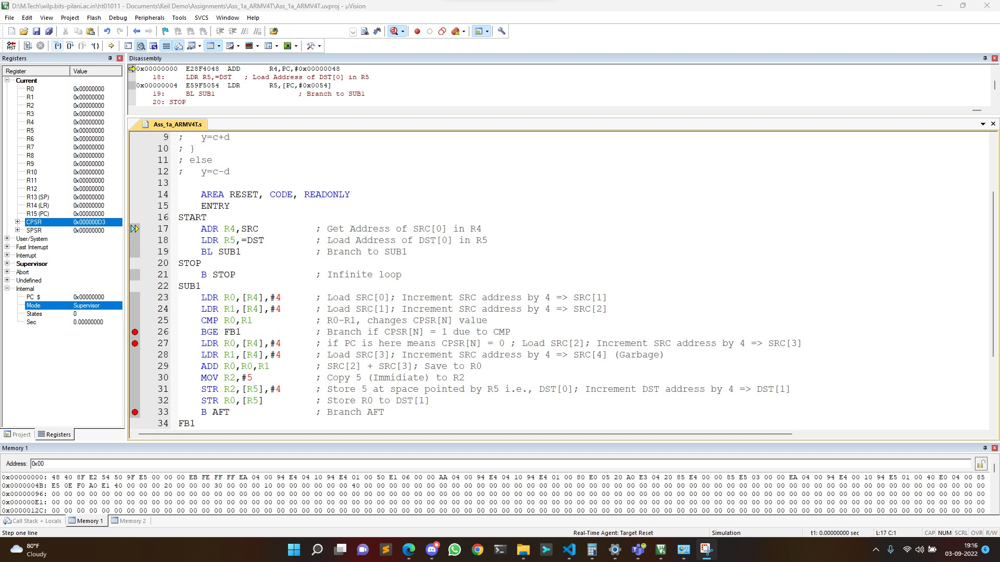 D:\M.Tech\wilp.bits-pilani.ac.in\ht01011 - Documents\Keil Demo\Assignments\Ass_1a_ARMV4T\Ass_1a_ARMV4T.uvproj - µVision
File Edit View Project Flash Debug Peripherals Tools SVCS Window Help
Registers
Register Value
Current
R0 0x00000000
R1 0x00000000
R2 0x00000000
R3 0x00000000
R4 0x00000000
R5 0x00000000
R6 0x00000000
R7 0x00000000
R8 0x00000000
R9 0x00000000
R10 0x00000000
R11 0x00000000
R12 0x00000000
R13 (SP) 0x00000000
R14 (LR) 0x00000000
R15 (PC) 0x00000000
CPSR 0x000000D3
SPSR 0x00000000
User/System
Fast Interrupt
Interrupt
Supervisor
Abort
Undefined
Internal
PC $ 0x00000000
Mode Supervisor
States 0
Sec 0.00000000
Project Registers
Disassembly
0x00000000 E28F4048 ADD R4,PC,#0x00000048
18: LDR R5,=DST ; Load Address of DST[0] in R5
0x00000004 E59F5054 LDR R5,[PC,#0x0054]
19: BL SUB1 ; Branch to SUB1
20: STOP
Ass_1a_ARMV4T.s
9 ; y=c+d
10 ; }
11 ; else
12 ; y=c-d
13
14 AREA RESET, CODE, READONLY
15 ENTRY
16 START
17 ADR R4,SRC ; Get Address of SRC[0] in R4
18 LDR R5,=DST ; Load Address of DST[0] in R5
19 BL SUB1 ; Branch to SUB1
20 STOP
21 B STOP ; Infinite loop
22 SUB1
23 LDR R0,[R4],#4 ; Load SRC[0]; Increment SRC address by 4 => SRC[1]
24 LDR R1,[R4],#4 ; Load SRC[1]; Increment SRC address by 4 => SRC[2]
25 CMP R0,R1 ; R0-R1, changes CPSR[N] value
26 BGE FB1 ; Branch if CPSR[N] = 1 due to CMP
27 LDR R0,[R4],#4 ; if PC is here means CPSR[N] = 0 ; Load SRC[2]; Increment SRC address by 4 => SRC[3]
28 LDR R1,[R4],#4 ; Load SRC[3]; Increment SRC address by 4 => SRC[4] (Garbage)
29 ADD R0,R0,R1 ; SRC[2] + SRC[3]; Save to R0
30 MOV R2,#5 ; Copy 5 (Immidiate) to R2
31 STR R2,[R5],#4 ; Store 5 at space pointed by R5 i.e., DST[0]; Increment DST address by 4 => DST[1]
32 STR R0,[R5] ; Store R0 to DST[1]
33 B AFT ; Branch AFT
34 FB1
Memory 1
Address: 0x00
0x00000000: 48 40 8F E2 54 50 9F E5 00 00 00 EB FE FF FF EA 04 00 94 E4 04 10 94 E4 01 00 50 E1 06 00 00 AA 04 00 94 E4 04 10 94 E4 01 00 80 E0 05 20 A0 E3 04 20 85 E4 00 00 85 E5 03 00 00 EA 04 00 94 E4 00 10 94 E5 01 00 40 E0 04 00 85
0x0000004B: E5 0E F0 A0 E1 40 00 00 00 20 00 00 00 30 00 00 00 10 00 00 00 00 00 00 40 00 00 00 00 00 00 00 00 00 00 00 00 00 00 00 00 00 00 00 00 00 00 00 00 00 00 00 00 00 00 00 00 00 00 00 00 00 00 00 00 00 00 00 00 00 00 00 00 00 00
0x00000096: 00 00 00 00 00 00 00 00 00 00 00 00 00 00 00 00 00 00 00 00 00 00 00 00 00 00 00 00 00 00 00 00 00 00 00 00 00 00 00 00 00 00 00 00 00 00 00 00 00 00 00 00 00 00 00 00 00 00 00 00 00 00 00 00 00 00 00 00 00 00 00 00 00 00 00
0x000000E1: 00 00 00 00 00 00 00 00 00 00 00 00 00 00 00 00 00 00 00 00 00 00 00 00 00 00 00 00 00 00 00 00 00 00 00 00 00 00 00 00 00 00 00 00 00 00 00 00 00 00 00 00 00 00 00 00 00 00 00 00 00 00 00 00 00 00 00 00 00 00 00 00 00 00 00
0x0000012C: 00 00 00 00 00 00 00 00 00 00 00 00 00 00 00 00 00 00 00 00 00 00 00 00 00 00 00 00 00 00 00 00 00 00 00 00 00 00 00 00 00 00 00 00 00 00 00 00 00 00 00 00 00 00 00 00 00 00 00 00 00 00 00 00 00 00 00 00 00 00 00 00 00 00 00
Call Stack + Locals Memory 1 Memory 2
Step one line Real-Time Agent: Target Reset Simulation t1: 0.00000000 sec L:17 C:1 CAP NUM SCRL OVR R/W
80°F
Cloudy
19:16
03-09-2022
6